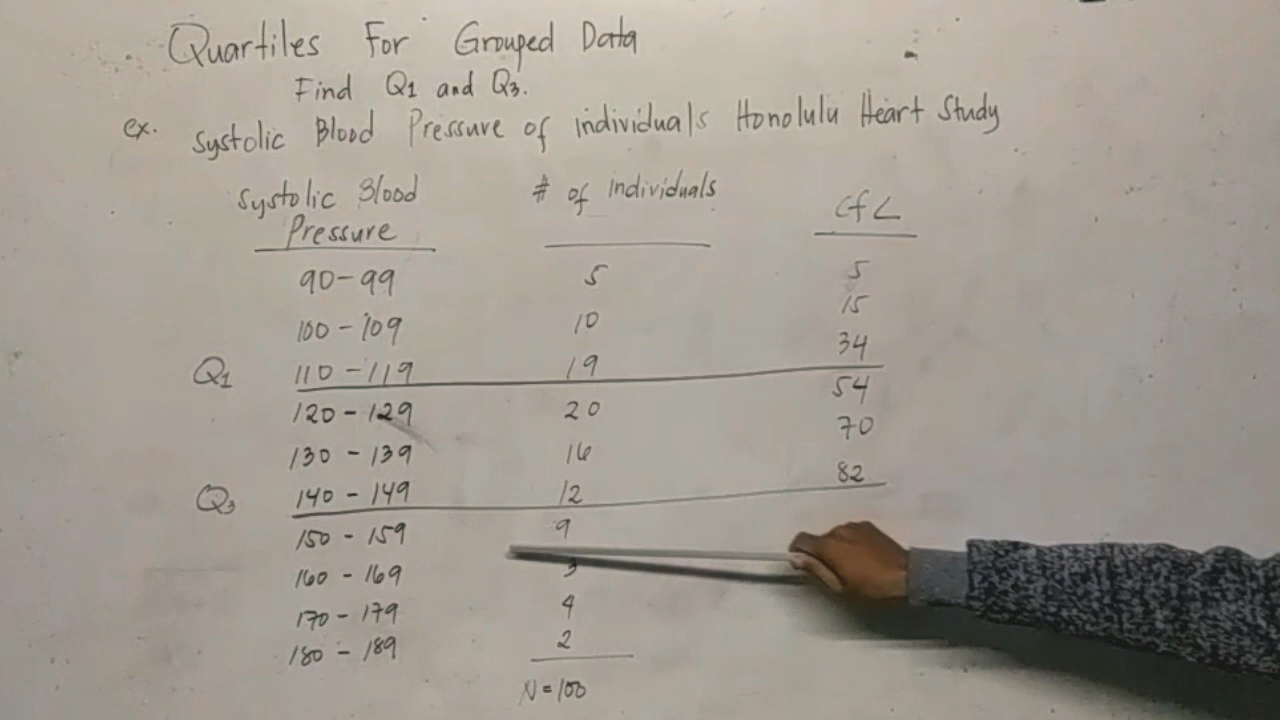 Quartiles For Grouped Data
Find Q1 and Q3.
ex. Systolic Blood Pressure of individuals Honolulu Heart Study
Systolic Blood Pressure # of individuals Cf<
90-99 5 5
100-109 10 15
Q1 110-119 19 34
120-129 20 54
130-139 16 70
Q3 140-149 12 82
150-159 9
160-169 3
170-179 4
180-189 2
N=100